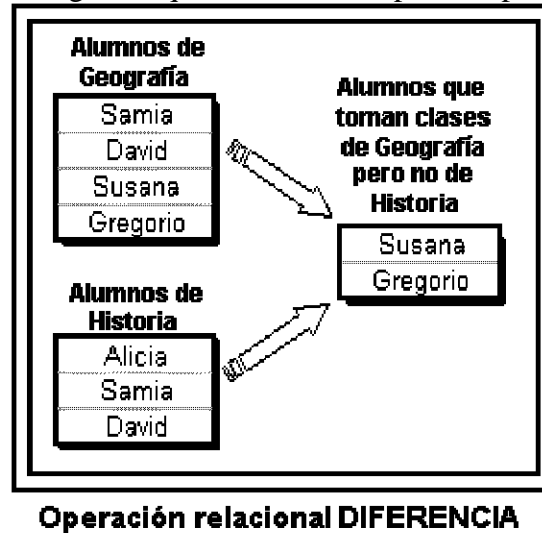 Alumnos de
Geografía
Samia
David
Susana
Gregorio
Alumnos de
Historia
Alicia
Samia
David
Alumnos que
toman clases
de Geografía
pero no de
Historia
Susana
Gregorio
Operación relacional DIFERENCIA